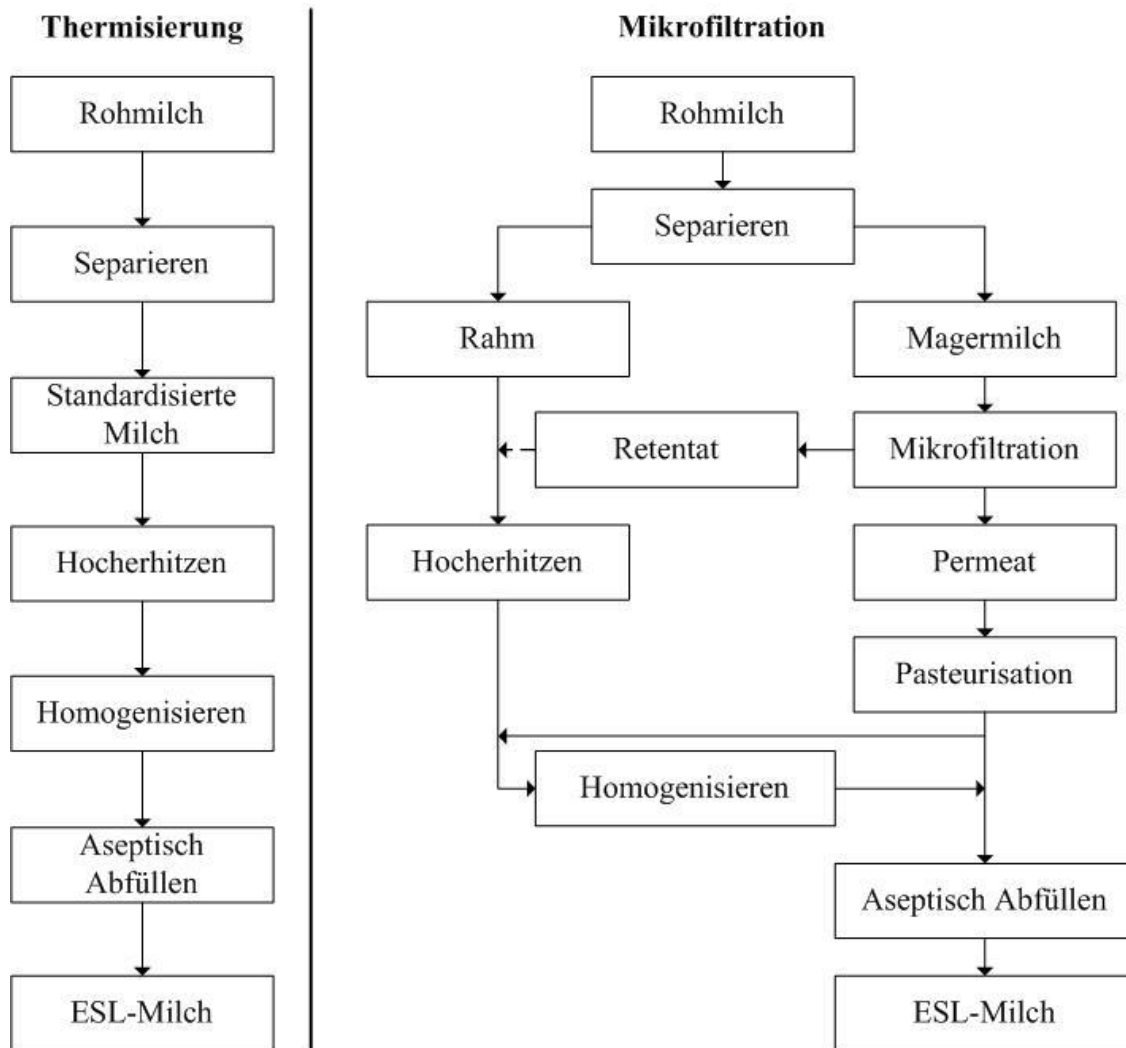 Thermisierung
Rohmilch
Separieren
Standardisierte
Milch
Hocherhitzen
Homogenisieren
Aseptisch
Abfüllen
ESL-Milch
Mikrofiltration
Rohmilch
Separieren
Rahm
Magermilch
Retentat
Mikrofiltration
Hocherhitzen
Permeat
Pasteurisation
Homogenisieren
Aseptisch Abfüllen
ESL-Milch